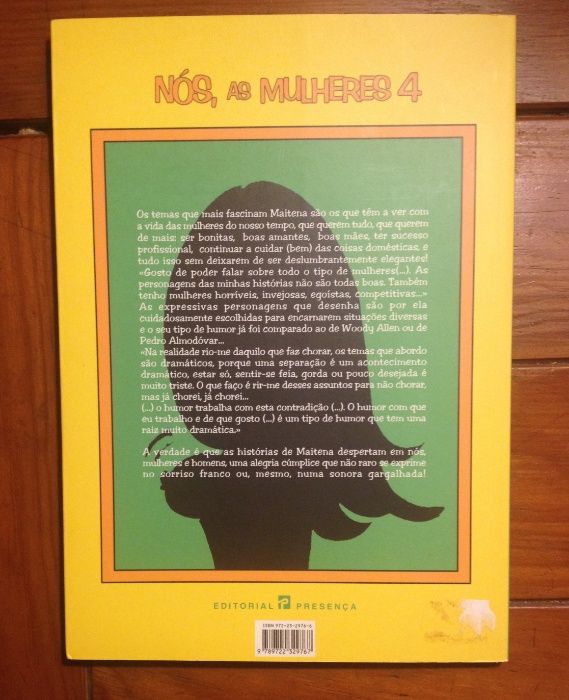 NÓS, AS MULHERES 4
Os temas que mais fascinam Maitena são os que têm a ver com
a vida das mulheres do nosso tempo, que querem tudo, que querem
de mais: ser bonitas, boas amantes, boas mães, ter sucesso
profissional, continuar a cuidar (bem) das coisas domésticas, e
tudo isso sem deixarem de ser deslumbrantemente elegantes!
«Gosto de poder falar sobre todo o tipo de mulheres(...). As
personagens das minhas histórias não são todas boas. Também
tenho mulheres horríveis, invejosas, egoístas, competitivas...»
As expressivas personagens que desenha são por ela
cuidadosamente escolhidas para encarnarem situações diversas
e o seu tipo de humor já foi comparado ao de Woody Allen ou de
Pedro Almodóvar...
«Na realidade rio-me daquilo que faz chorar, os temas que abordo
são dramáticos, porque uma separação é um acontecimento
dramático, estar só, sentir-se feia, gorda ou pouco desejada é
muito triste. O que faço é rir-me desses assuntos para não chorar,
mas já chorei, já chorei...
(...) o humor trabalha com esta contradição (...). O humor com que
eu trabalho e de que gosto (...) é um tipo de humor que tem uma
raiz muito dramática.»
A verdade é que as histórias de Maitena despertam em nós,
mulheres e homens, uma alegria cúmplice que não raro se exprime
no sorriso franco ou, mesmo, numa sonora gargalhada!
EDITORIAL PRESENÇA
ISBN 972-23-2976-6
9 789722 329767